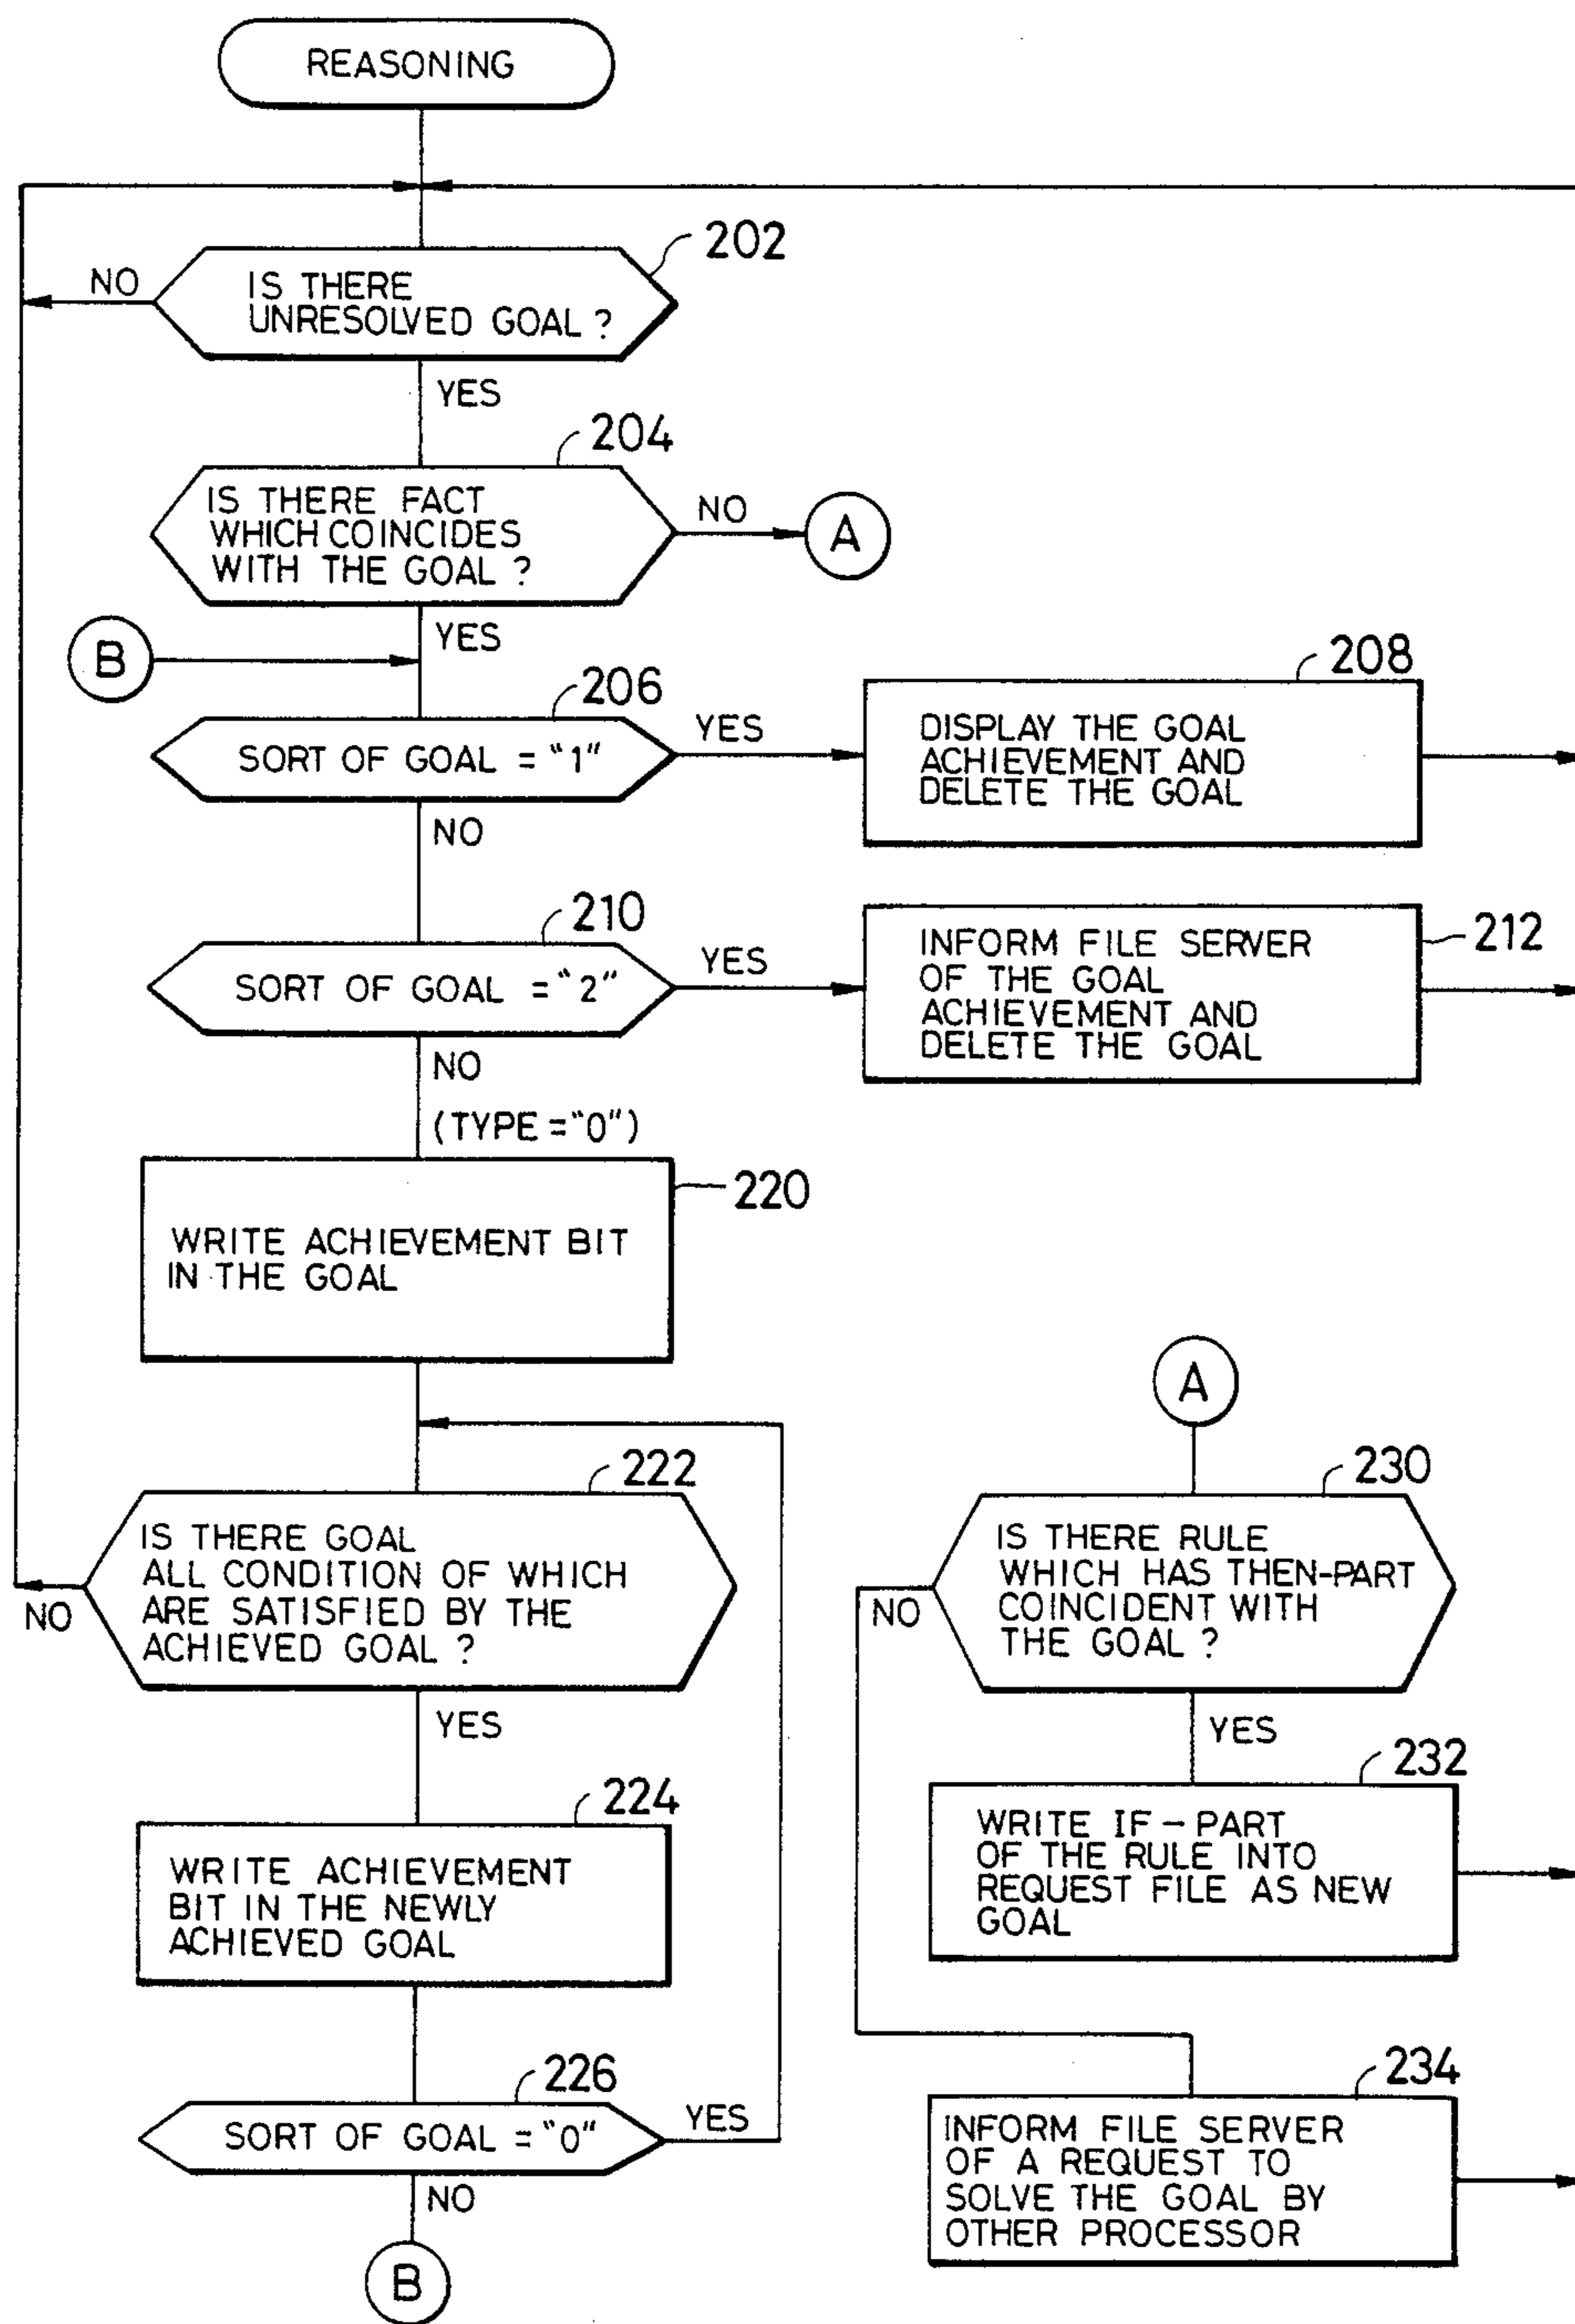 REASONING
202
NO
IS THERE
UNRESOLVED GOAL ?
YES
204
IS THERE FACT
WHICH COINCIDES
WITH THE GOAL ?
NO
A
YES
B
206
SORT OF GOAL = "1"
YES
208
DISPLAY THE GOAL
ACHIEVEMENT AND
DELETE THE GOAL
NO
210
SORT OF GOAL = "2"
YES
212
INFORM FILE SERVER
OF THE GOAL
ACHIEVEMENT AND
DELETE THE GOAL
NO
(TYPE = "0")
220
WRITE ACHIEVEMENT BIT
IN THE GOAL
222
IS THERE GOAL
ALL CONDITION OF WHICH
ARE SATISFIED BY THE
ACHIEVED GOAL ?
NO
YES
224
WRITE ACHIEVEMENT
BIT IN THE NEWLY
ACHIEVED GOAL
226
SORT OF GOAL = "0"
YES
NO
B
A
230
IS THERE RULE
WHICH HAS THEN-PART
COINCIDENT WITH
THE GOAL ?
NO
YES
232
WRITE IF-PART
OF THE RULE INTO
REQUEST FILE AS NEW
GOAL
234
INFORM FILE SERVER
OF A REQUEST TO
SOLVE THE GOAL BY
OTHER PROCESSOR